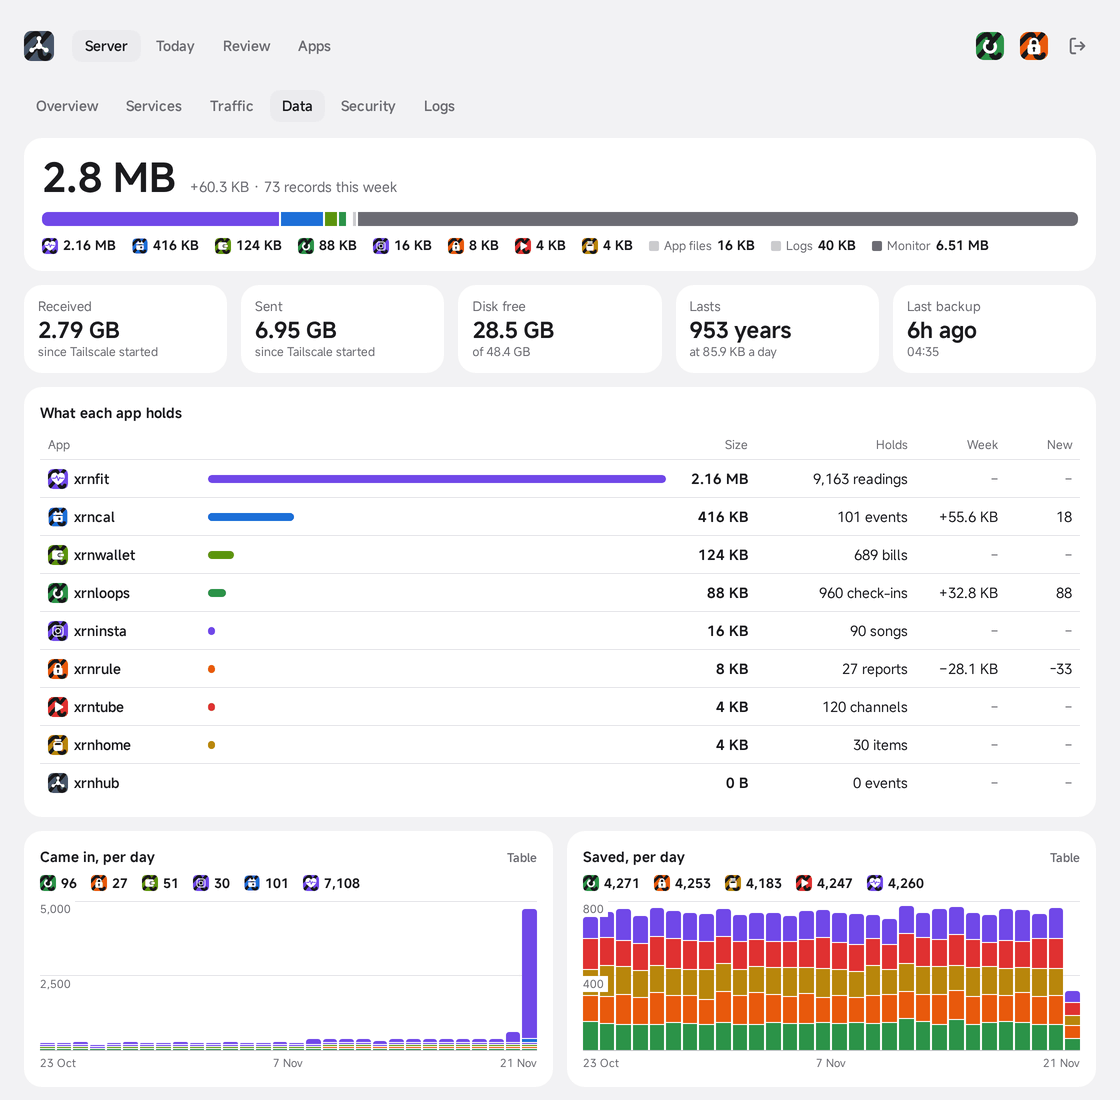 Server Today Review Apps
Overview Services Traffic Data Security Logs
2.8 MB +60.3 KB · 73 records this week
2.16 MB 416 KB 124 KB 88 KB 16 KB 8 KB 4 KB 4 KB App files 16 KB Logs 40 KB Monitor 6.51 MB
Received
2.79 GB
since Tailscale started
Sent
6.95 GB
since Tailscale started
Disk free
28.5 GB
of 48.4 GB
Lasts
953 years
at 85.9 KB a day
Last backup
6h ago
04:35
What each app holds
App Size Holds Week New
xrnfit 2.16 MB 9,163 readings – –
xrncal 416 KB 101 events +55.6 KB 18
xrnwallet 124 KB 689 bills – –
xrnloops 88 KB 960 check-ins +32.8 KB 88
xrninsta 16 KB 90 songs – –
xrnrule 8 KB 27 reports −28.1 KB -33
xrntube 4 KB 120 channels – –
xrnhome 4 KB 30 items – –
xrnhub 0 B 0 events – –
Came in, per day Table
96 27 51 30 101 7,108
5,000
2,500
23 Oct 7 Nov 21 Nov
Saved, per day Table
4,271 4,253 4,183 4,247 4,260
800
400
23 Oct 7 Nov 21 Nov